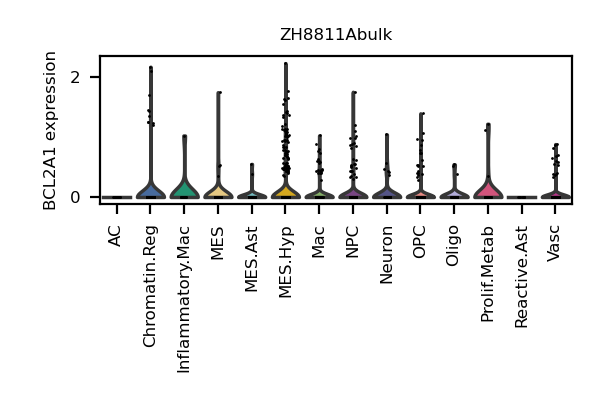 ZH8811Abulk
BCL2A1 expression
2
0
AC
Chromatin.Reg
Inflammatory.Mac
MES
MES.Ast
MES.Hyp
Mac
NPC
Neuron
OPC
Oligo
Prolif.Metab
Reactive.Ast
Vasc